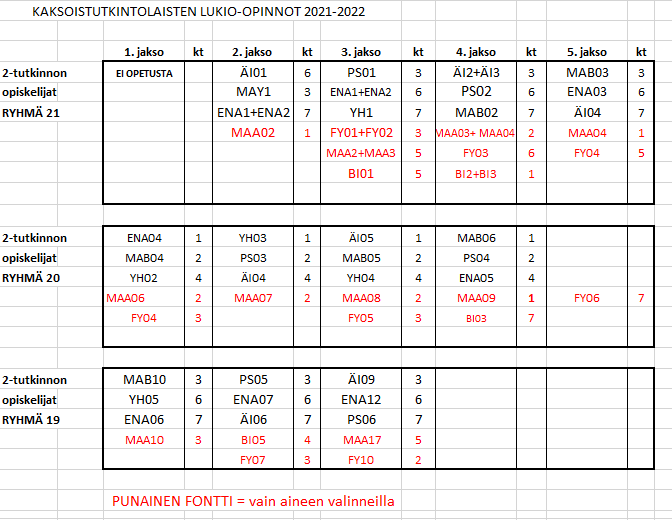 KAKSOISTUTKINTOLAISTEN LUKIO-OPINNOT 2021-2022
1. jakso kt 2. jakso kt 3. jakso kt 4. jakso kt 5. jakso kt
2-tutkinnon EI OPETUSTA ÄI01 6 PS01 3 ÄI2+ÄI3 3 MAB03 3
opiskelijat MAY1 3 ENA1+ENA2 6 PS02 6 ENA03 6
RYHMÄ 21 ENA1+ENA2 7 YH1 7 MAB02 7 ÄI04 7
MAA02 1 FY01+FY02 3 MAA03+ MAA04 2 MAA04 1
MAA2+MAA3 5 FY03 6 FY04 5
BI01 5 BI2+BI3 1
2-tutkinnon ENA04 1 YH03 1 ÄI05 1 MAB06 1
opiskelijat MAB04 2 PS03 2 MAB05 2 PS04 2
RYHMÄ 20 YH02 4 ÄI04 4 YH04 4 ENA05 4
MAA06 2 MAA07 2 MAA08 2 MAA09 1 FY06 7
FY04 3 FY05 3 BI03 7
2-tutkinnon MAB10 3 PS05 3 ÄI09 3
opiskelijat YH05 6 ENA07 6 ENA12 6
RYHMÄ 19 ENA06 7 ÄI06 7 PS06 7
MAA10 3 BI05 4 MAA17 5
FY07 3 FY10 2
PUNAINEN FONTTI = vain aineen valinneilla